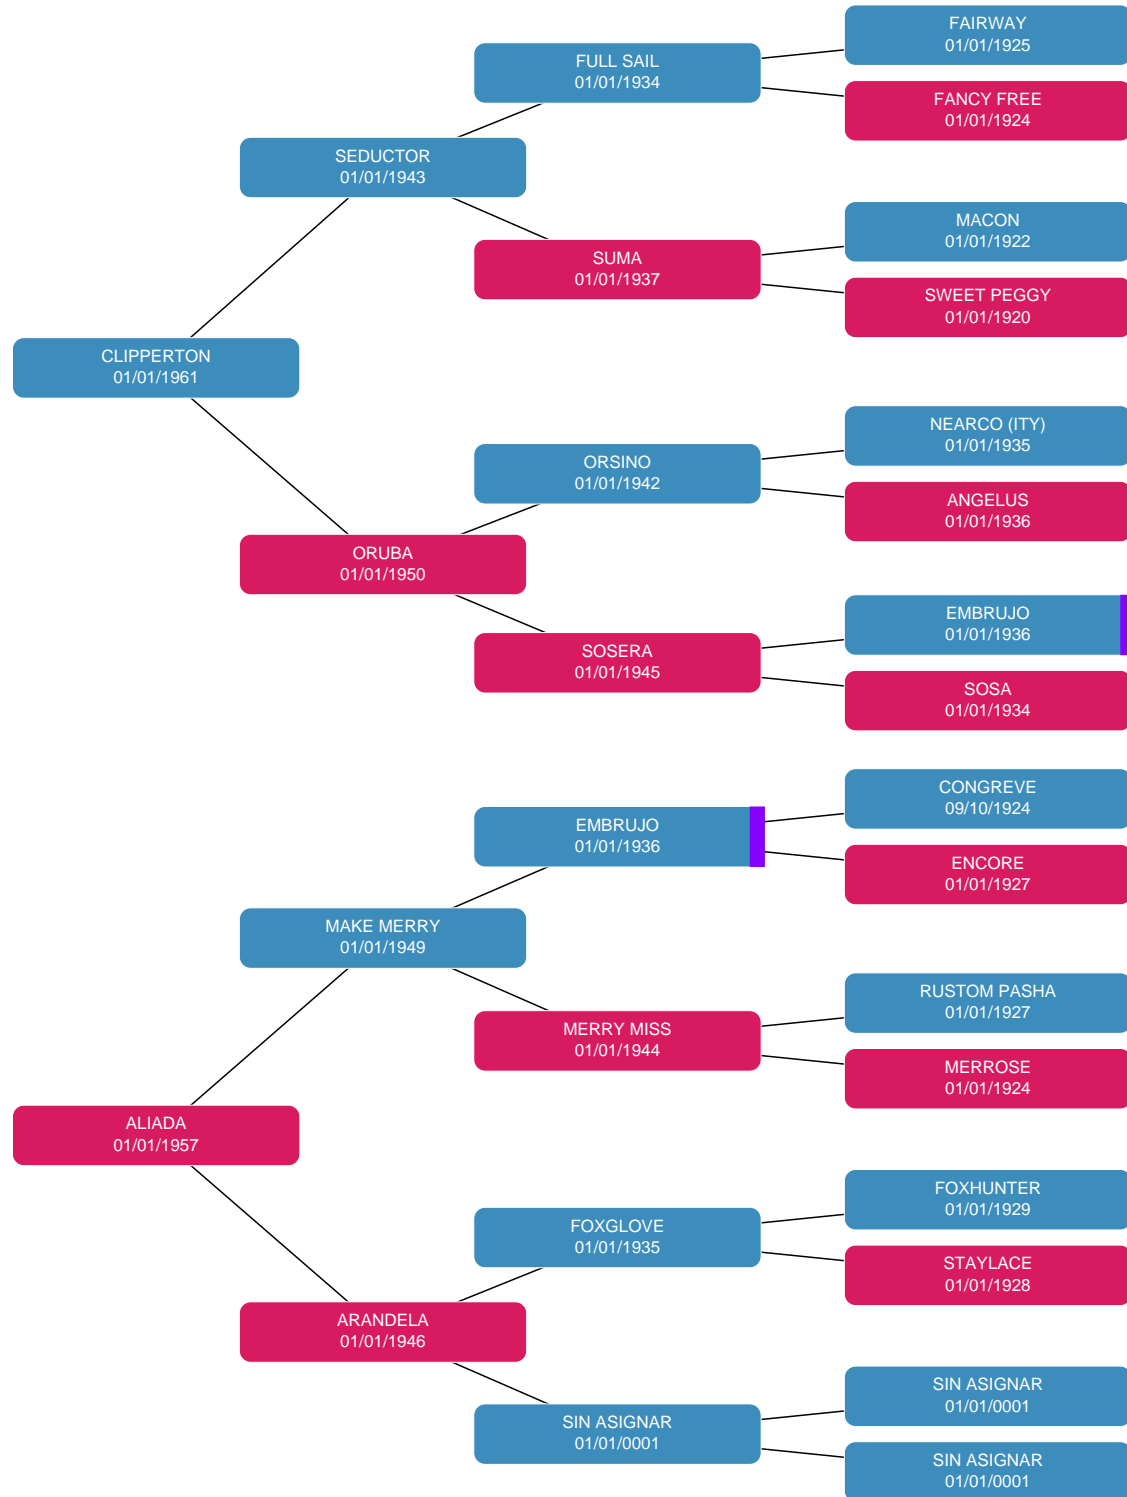 FAIRWAY
01/01/1925
FULL SAIL
01/01/1934
FANCY FREE
01/01/1924
SEDUCTOR
01/01/1943
MACON
01/01/1922
SUMA
01/01/1937
SWEET PEGGY
01/01/1920
CLIPPERTON
01/01/1961
NEARCO (ITY)
01/01/1935
ORSINO
01/01/1942
ANGELUS
01/01/1936
ORUBA
01/01/1950
EMBRUJO
01/01/1936
SOSERA
01/01/1945
SOSA
01/01/1934
CONGREVE
09/10/1924
EMBRUJO
01/01/1936
ENCORE
01/01/1927
MAKE MERRY
01/01/1949
RUSTOM PASHA
01/01/1927
MERRY MISS
01/01/1944
MERROSE
01/01/1924
ALIADA
01/01/1957
FOXHUNTER
01/01/1929
FOXGLOVE
01/01/1935
STAYLACE
01/01/1928
ARANDELA
01/01/1946
SIN ASIGNAR
01/01/0001
SIN ASIGNAR
01/01/0001
SIN ASIGNAR
01/01/0001